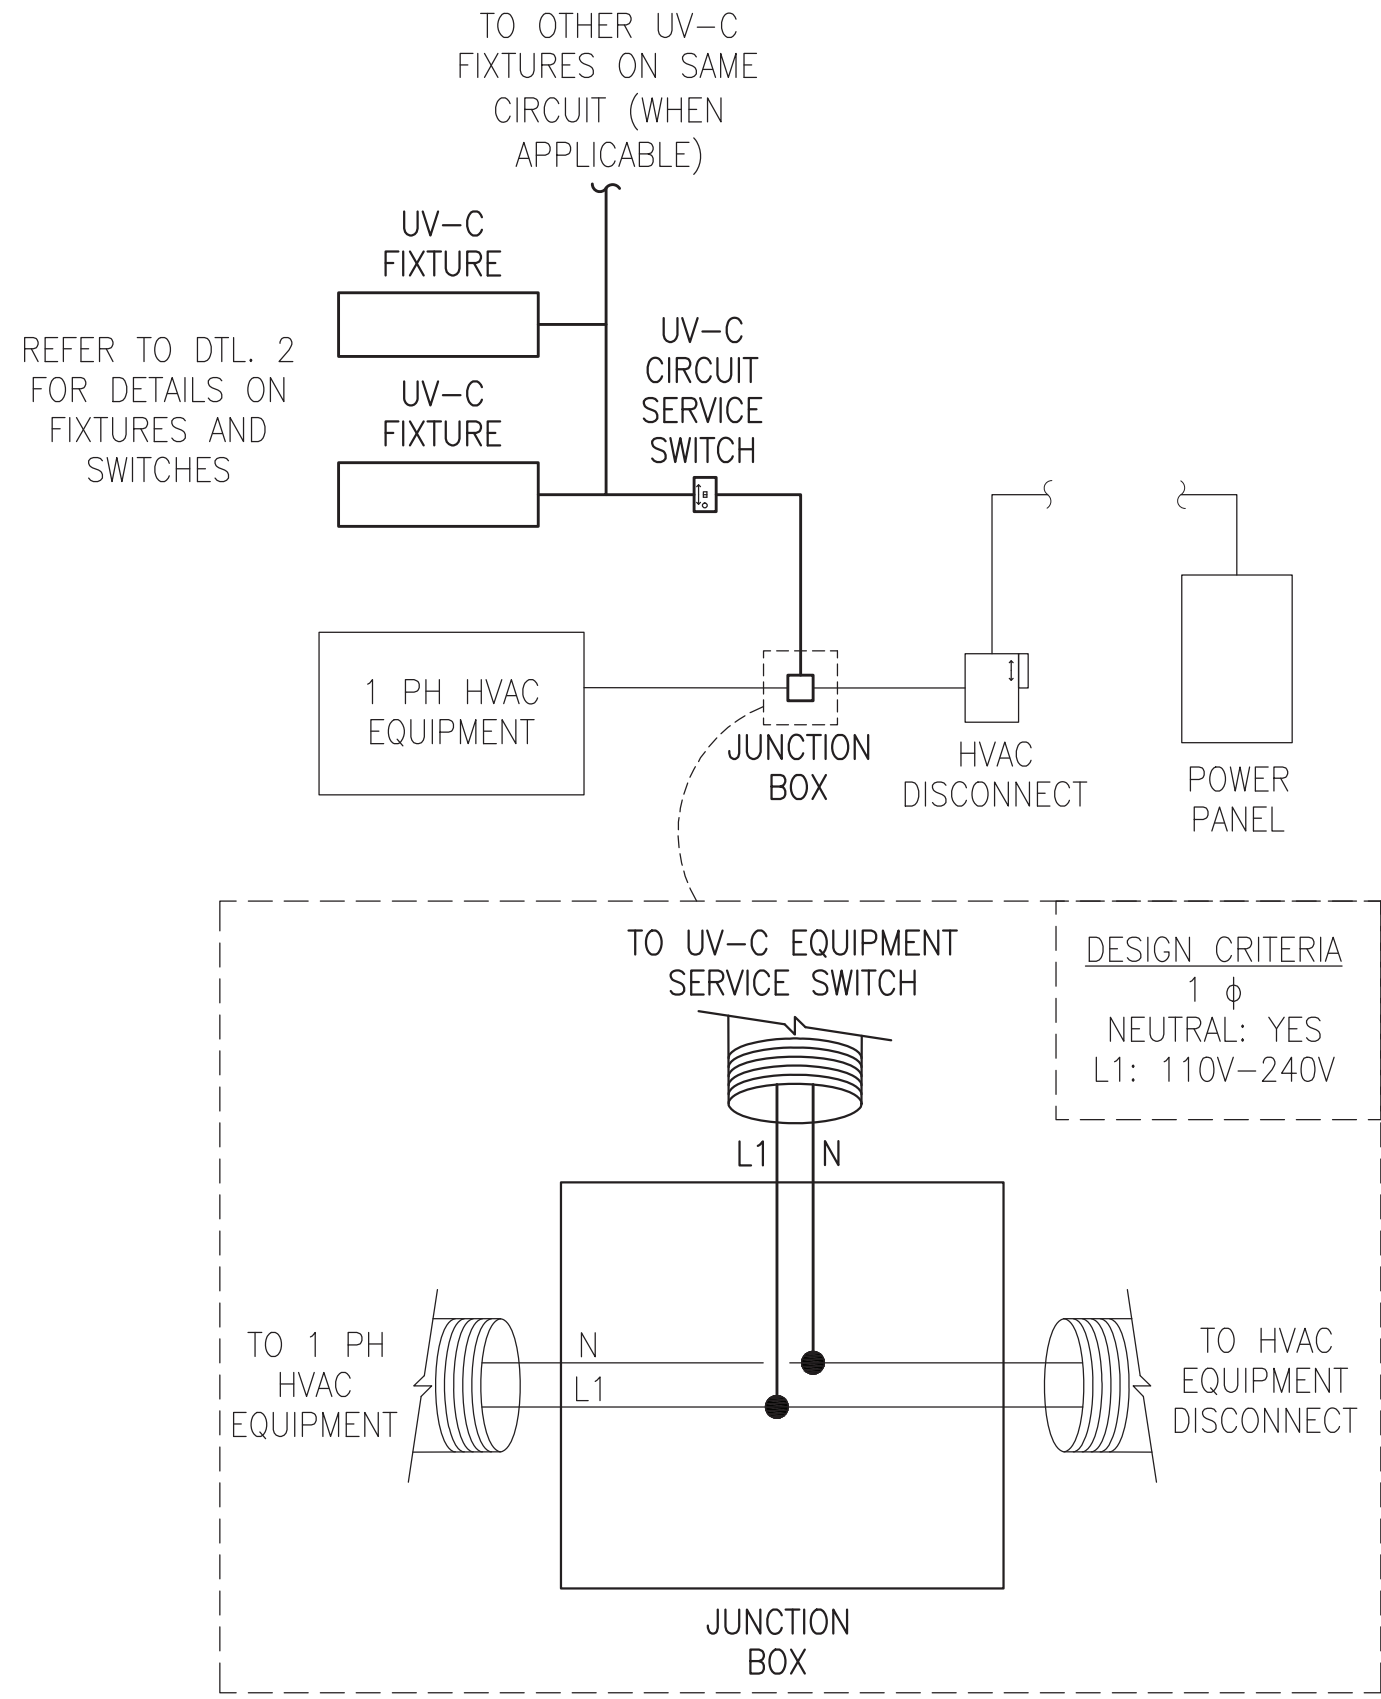 TO OTHER UV-C
FIXTURES ON SAME
CIRCUIT (WHEN
APPLICABLE)
UV-C
FIXTURE
REFER TO DTL. 2
FOR DETAILS ON
FIXTURES AND
SWITCHES
UV-C
FIXTURE
UV-C
CIRCUIT
SERVICE
SWITCH
1 PH HVAC
EQUIPMENT
JUNCTION
BOX
HVAC
DISCONNECT
POWER
PANEL
TO UV-C EQUIPMENT
SERVICE SWITCH
DESIGN CRITERIA
1 ϕ
NEUTRAL: YES
L1: 110V-240V
L1 N
TO 1 PH
HVAC
EQUIPMENT
N
L1
TO HVAC
EQUIPMENT
DISCONNECT
JUNCTION
BOX